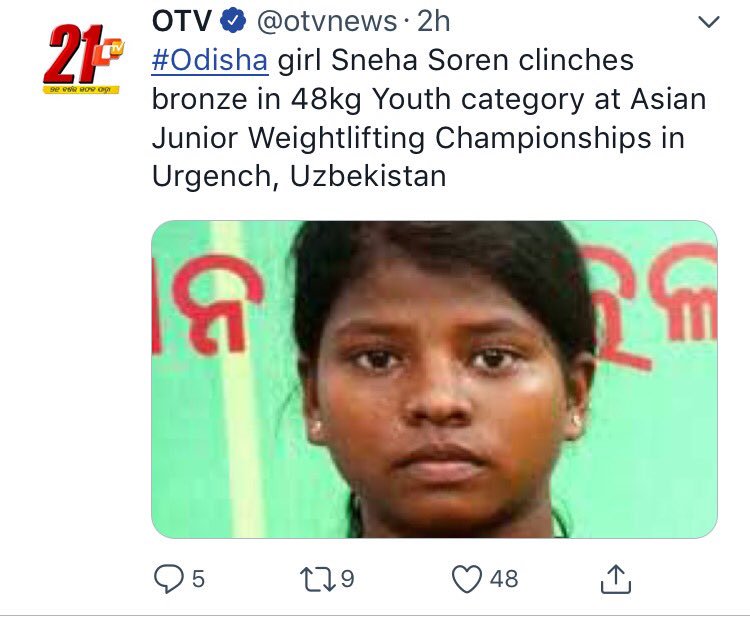 OTV @otvnews · 2h
#Odisha girl Sneha Soren clinches
bronze in 48kg Youth category at Asian
Junior Weightlifting Championships in
Urgench, Uzbekistan
21
TV
5 9 48